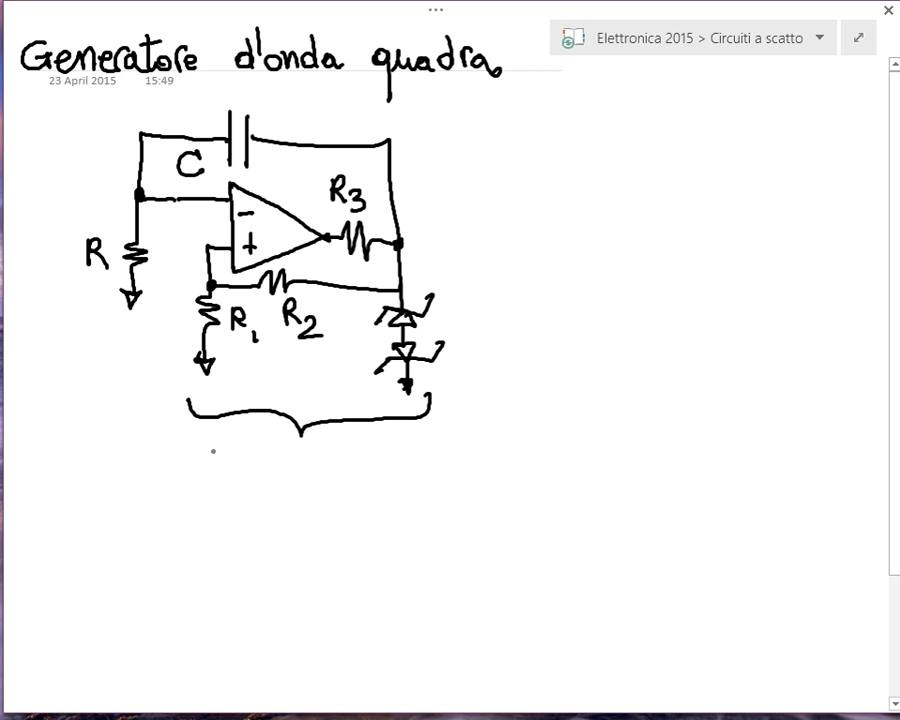 Generatore d'onda quadra
Elettronica 2015 > Circuiti a scatto
23 April 2015 15:49
C
R3
R
-
+
R1
R2